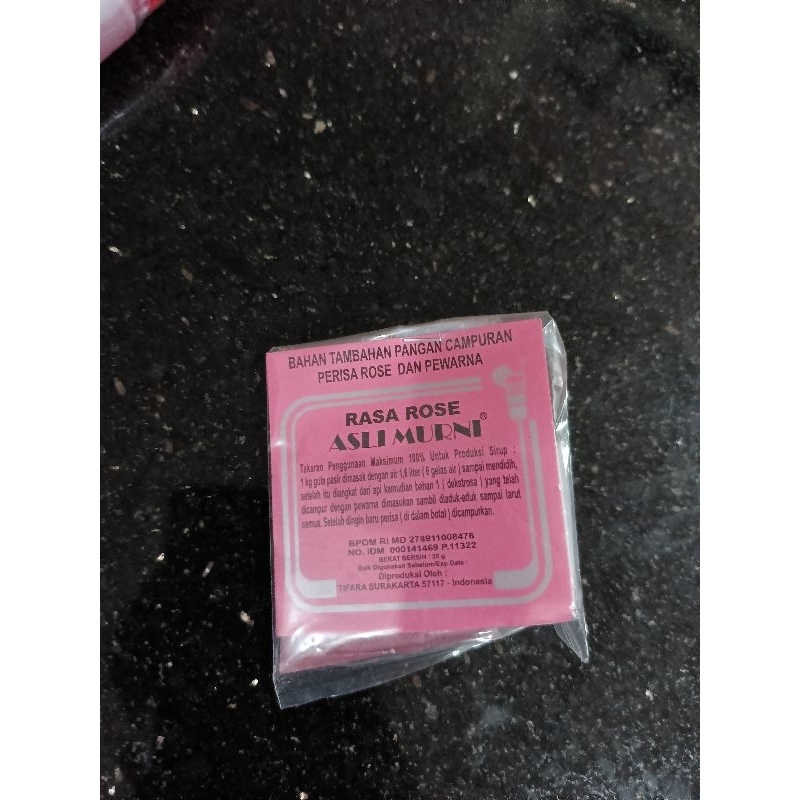 BAHAN TAMBAHAN PANGAN CAMPURAN
PERISA ROSE DAN PEWARNA
RASA ROSE
ASLI MURNI®
Takaran Penggunaan Maksimum 100% Untuk Produksi Sirup :
1 kg gula pasir dimasak dengan air 1,6 liter ( 6 gelas air ) sampai mendidih,
setelah itu diangkat dari api kemudian bahan 1 ( dekstrosa ) yang telah
dicampur dengan pewarna dimasukan sambil diaduk-aduk sampai larut
semua. Setelah dingin baru perisa ( di dalam botol ) dicampurkan.
BPOM RI MD 278911008476
NO. IDM 000141469 P.11322
BERAT BERSIH : 35 g
Baik Digunakan Sebelum/Exp Date :
Diproduksi Oleh :
TIFARA SURAKARTA 57117 - Indonesia